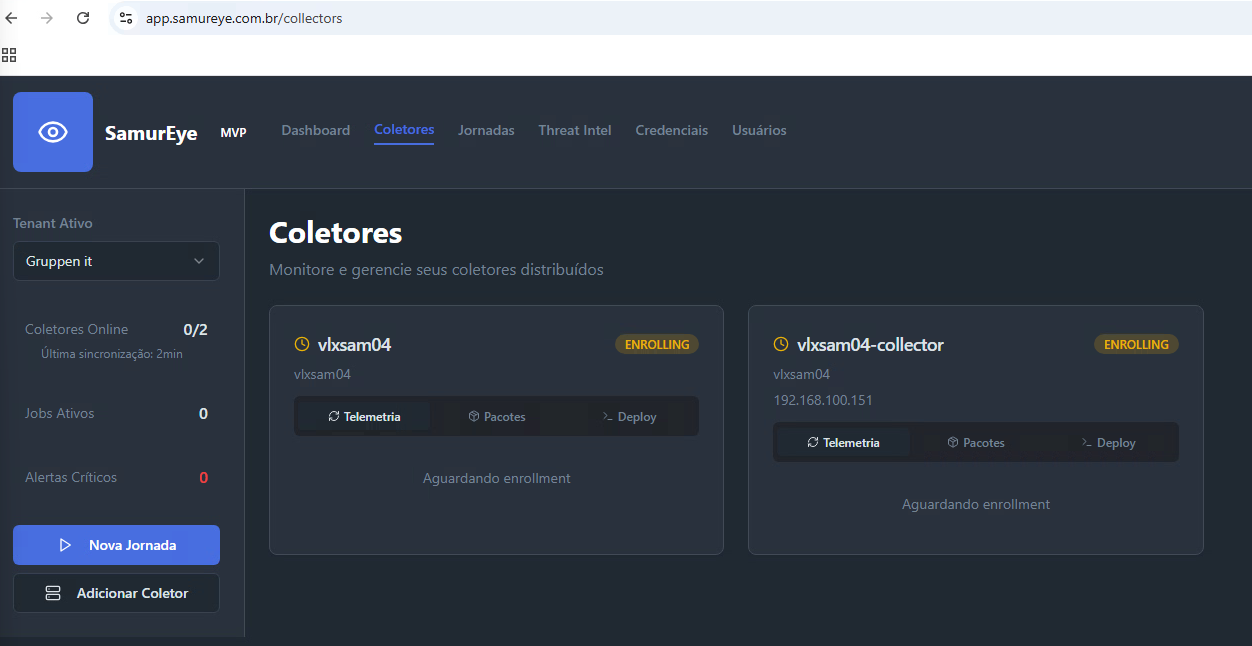 app.samureye.com.br/collectors
SamurEye MVP Dashboard Coletores Jornadas Threat Intel Credenciais Usuários
Tenant Ativo
Gruppen it
Coletores Online 0/2
Última sincronização: 2min
Jobs Ativos 0
Alertas Críticos 0
Nova Jornada
Adicionar Coletor
Coletores
Monitore e gerencie seus coletores distribuídos
vlxsam04 ENROLLING
vlxsam04
Telemetria Pacotes Deploy
Aguardando enrollment
vlxsam04-collector ENROLLING
vlxsam04
192.168.100.151
Telemetria Pacotes Deploy
Aguardando enrollment